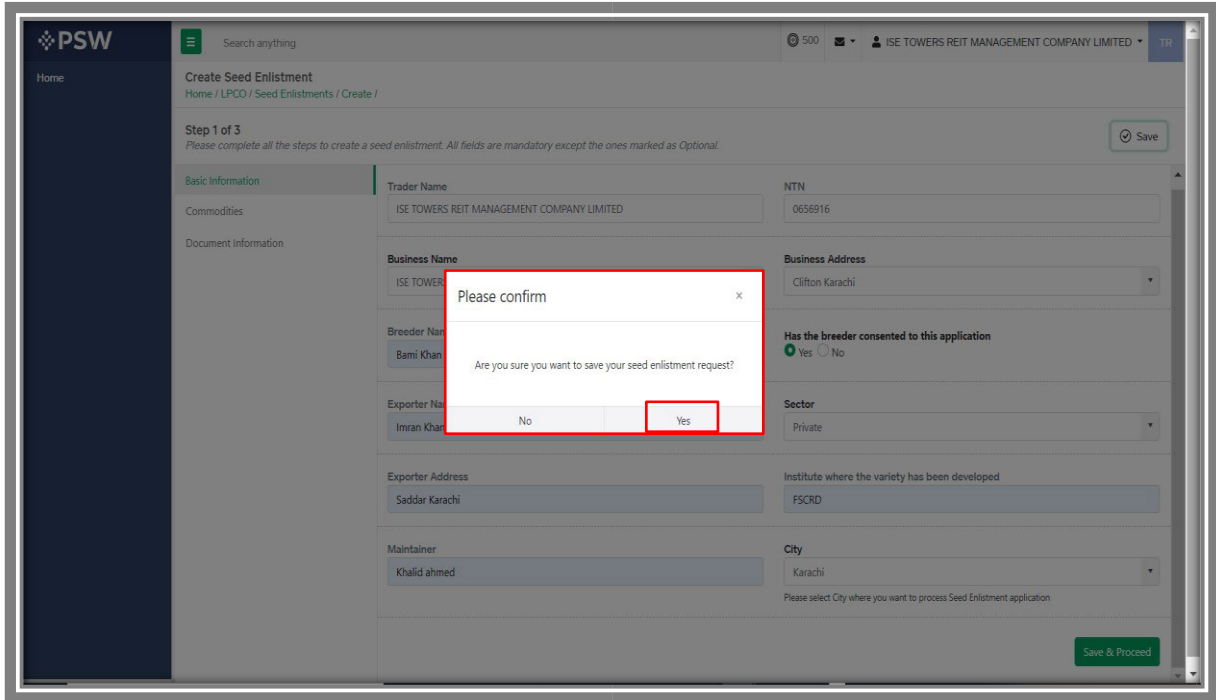 PSW
Search anything
500
ISE TOWERS REIT MANAGEMENT COMPANY LIMITED
TR
Home
Create Seed Enlistment
Home / LPCO / Seed Enlistments / Create /
Step 1 of 3
Please complete all the steps to create a seed enlistment. All fields are mandatory except the ones marked as Optional.
Save
Basic Information
Commodities
Document Information
Trader Name
ISE TOWERS REIT MANAGEMENT COMPANY LIMITED
NTN
0656916
Business Name
ISE TOWER
Business Address
Clifton Karachi
Please confirm
×
Are you sure you want to save your seed enlistment request?
No
Yes
Breeder Nam
Bami Khan
Has the breeder consented to this application
Yes No
Exporter Na
Imran Khan
Sector
Private
Exporter Address
Saddar Karachi
Institute where the variety has been developed
FSCRD
Maintainer
Khalid ahmed
City
Karachi
Please select City where you want to process Seed Enlistment application
Save & Proceed